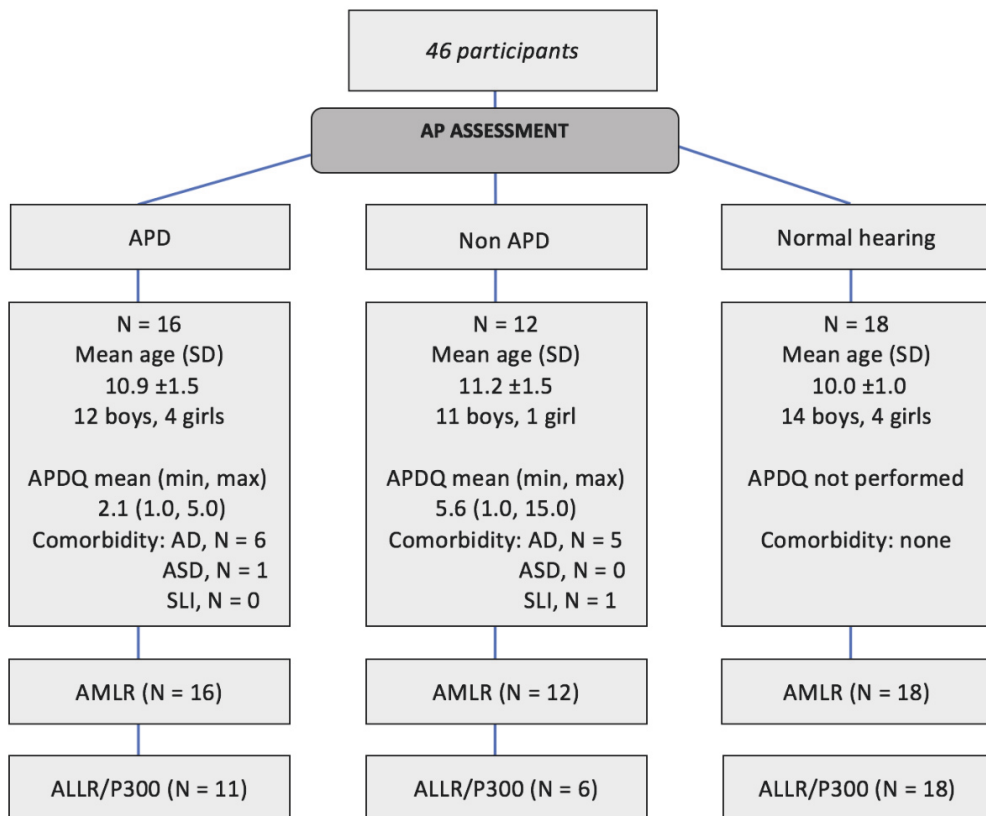 46 participants
AP ASSESSMENT
APD
Non APD
Normal hearing
N = 16
Mean age (SD)
10.9 ±1.5
12 boys, 4 girls
APDQ mean (min, max)
2.1 (1.0, 5.0)
Comorbidity: AD, N = 6
ASD, N = 1
SLI, N = 0
N = 12
Mean age (SD)
11.2 ±1.5
11 boys, 1 girl
APDQ mean (min, max)
5.6 (1.0, 15.0)
Comorbidity: AD, N = 5
ASD, N = 0
SLI, N = 1
N = 18
Mean age (SD)
10.0 ±1.0
14 boys, 4 girls
APDQ not performed
Comorbidity: none
AMLR (N = 16)
AMLR (N = 12)
AMLR (N = 18)
ALLR/P300 (N = 11)
ALLR/P300 (N = 6)
ALLR/P300 (N = 18)